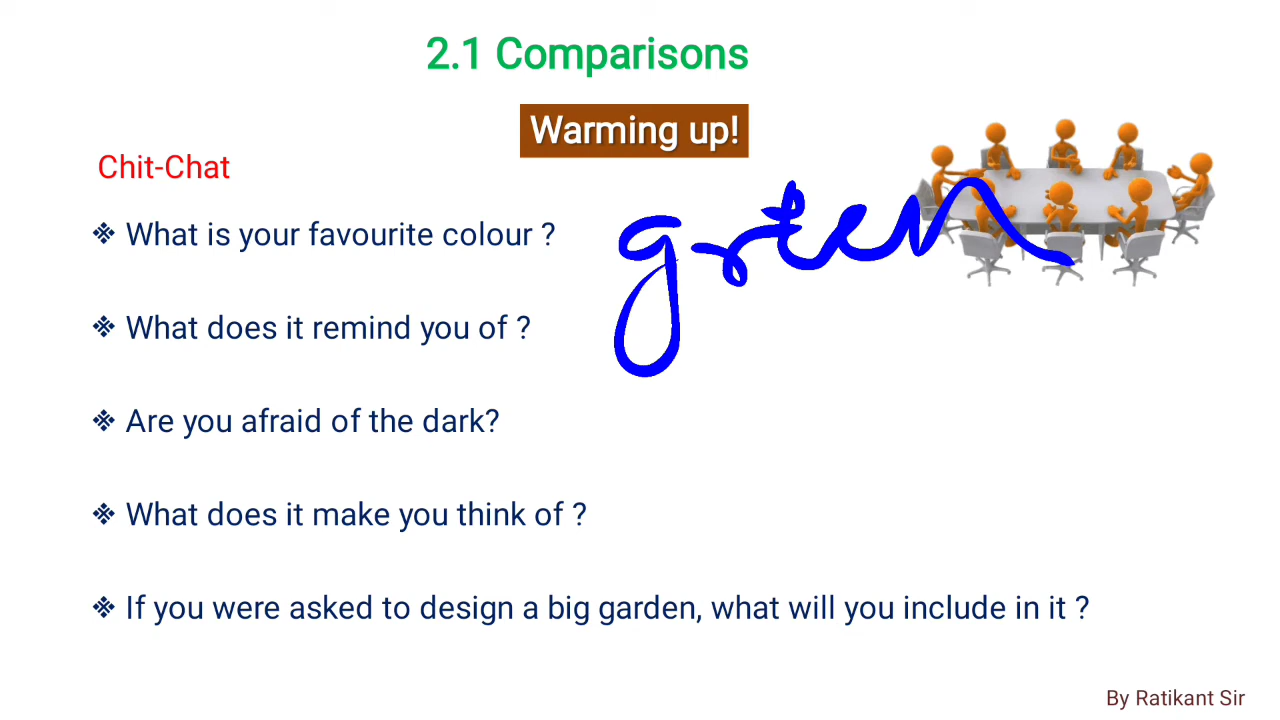 2.1 Comparisons
Warming up!
Chit-Chat
❖ What is your favourite colour ?
green
❖ What does it remind you of ?
❖ Are you afraid of the dark?
❖ What does it make you think of ?
❖ If you were asked to design a big garden, what will you include in it ?
By Ratikant Sir